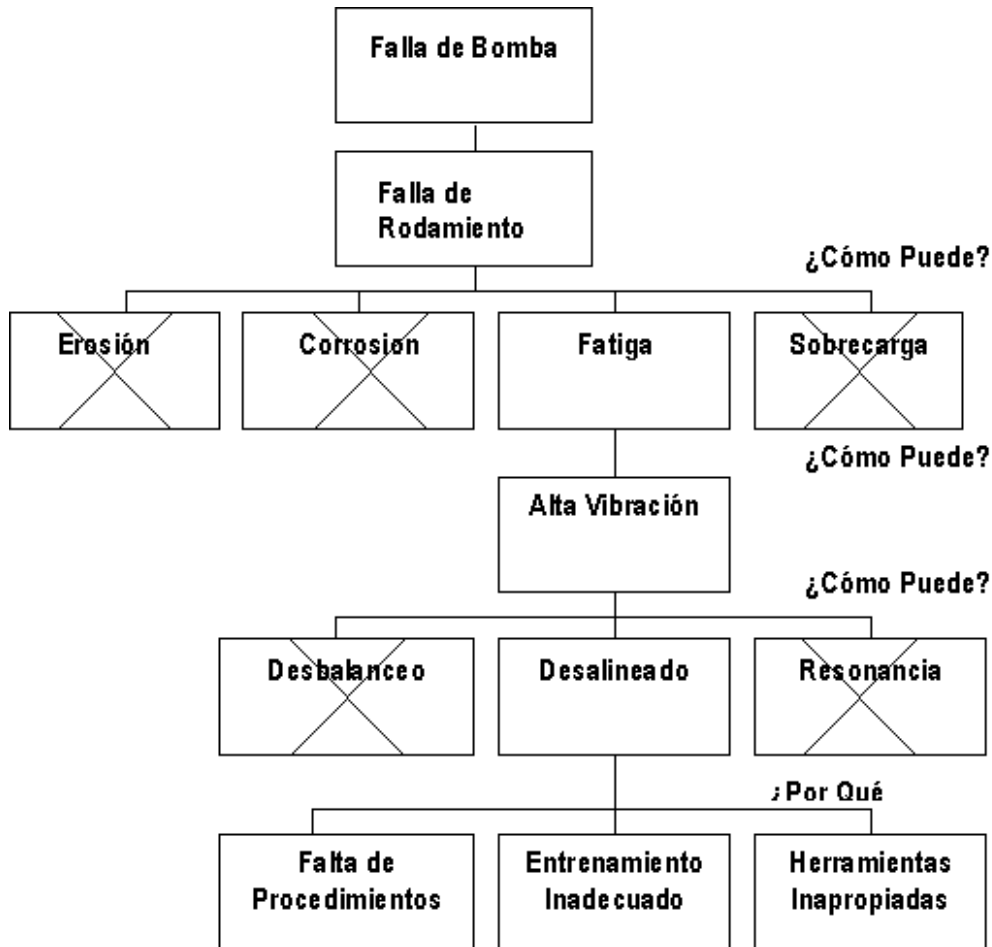 Falla de Bomba
Falla de
Rodamiento
¿Cómo Puede?
Erosión
Corrosion
Fatiga
Sobrecarga
¿Cómo Puede?
Alta Vibración
¿Cómo Puede?
Desbalanceo
Desalineado
Resonancia
¿Por Qué
Falta de
Procedimientos
Entrenamiento
Inadecuado
Herramientas
Inapropiadas